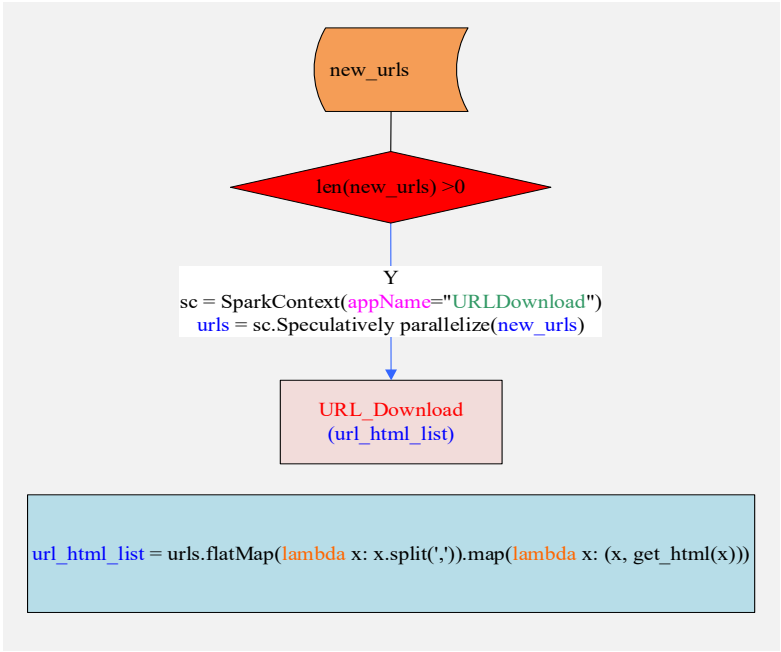 new_urls
len(new_urls) >0
Y
sc = SparkContext(appName="URLDownload")
urls = sc.Speculatively parallelize(new_urls)
URL_Download
(url_html_list)
url_html_list = urls.flatMap(lambda x: x.split(',')).map(lambda x: (x, get_html(x)))